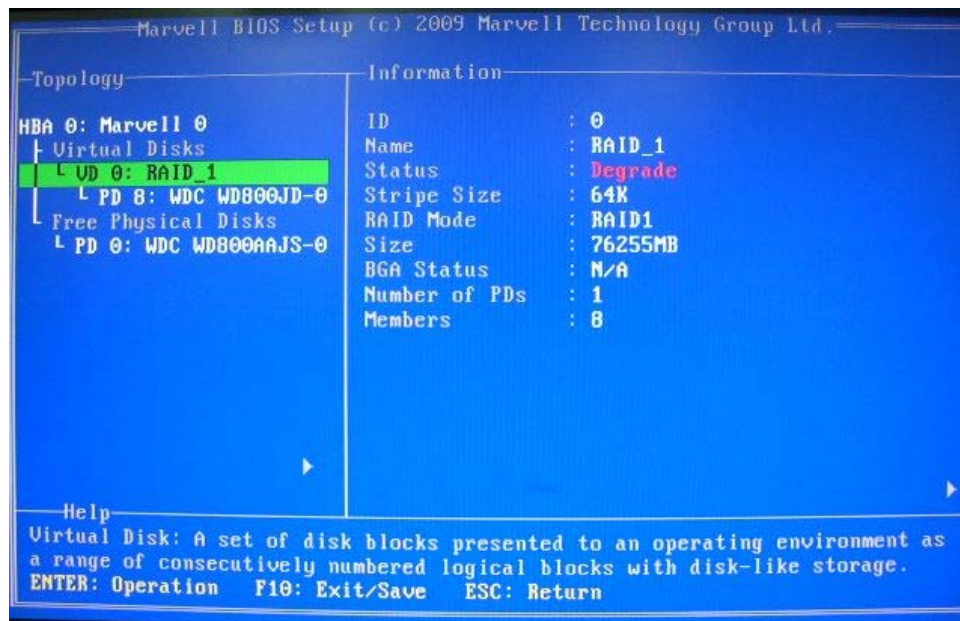 Marvell BIOS Setup (c) 2009 Marvell Technology Group Ltd.
Topology
HBA 0: Marvell 0
Virtual Disks
VD 0: RAID_1
PD 8: WDC WD800JD-0
Free Physical Disks
PD 0: WDC WD800AAJS-0
Information
ID : 0
Name : RAID_1
Status : Degrade
Stripe Size : 64K
RAID Mode : RAID1
Size : 76255MB
BGA Status : N/A
Number of PDs : 1
Members : 8
Help
Virtual Disk: A set of disk blocks presented to an operating environment as
a range of consecutively numbered logical blocks with disk-like storage.
ENTER: Operation F10: Exit/Save ESC: Return